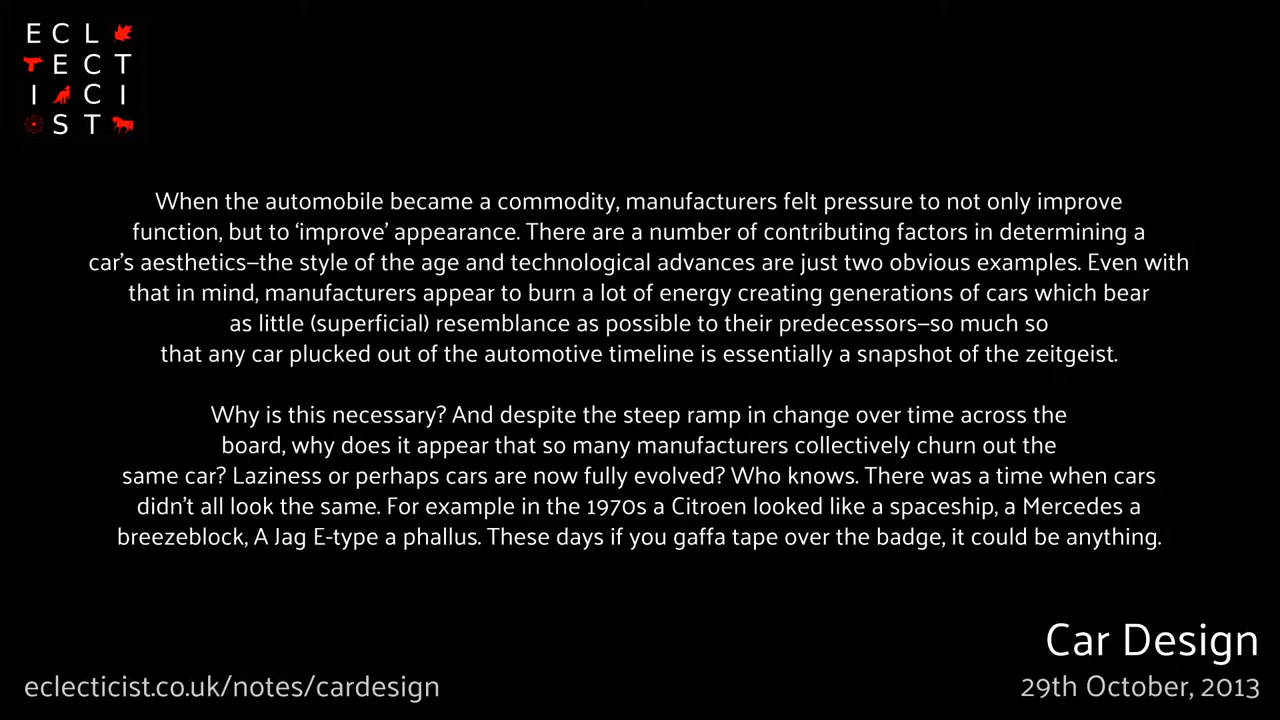 E C L
E C T
I C I
S T
When the automobile became a commodity, manufacturers felt pressure to not only improve
function, but to ‘improve’ appearance. There are a number of contributing factors in determining a
car’s aesthetics—the style of the age and technological advances are just two obvious examples. Even with
that in mind, manufacturers appear to burn a lot of energy creating generations of cars which bear
as little (superficial) resemblance as possible to their predecessors—so much so
that any car plucked out of the automotive timeline is essentially a snapshot of the zeitgeist.
Why is this necessary? And despite the steep ramp in change over time across the
board, why does it appear that so many manufacturers collectively churn out the
same car? Laziness or perhaps cars are now fully evolved? Who knows. There was a time when cars
didn’t all look the same. For example in the 1970s a Citroen looked like a spaceship, a Mercedes a
breezeblock, A Jag E-type a phallus. These days if you gaffa tape over the badge, it could be anything.
Car Design
eclecticist.co.uk/notes/cardesign
29th October, 2013